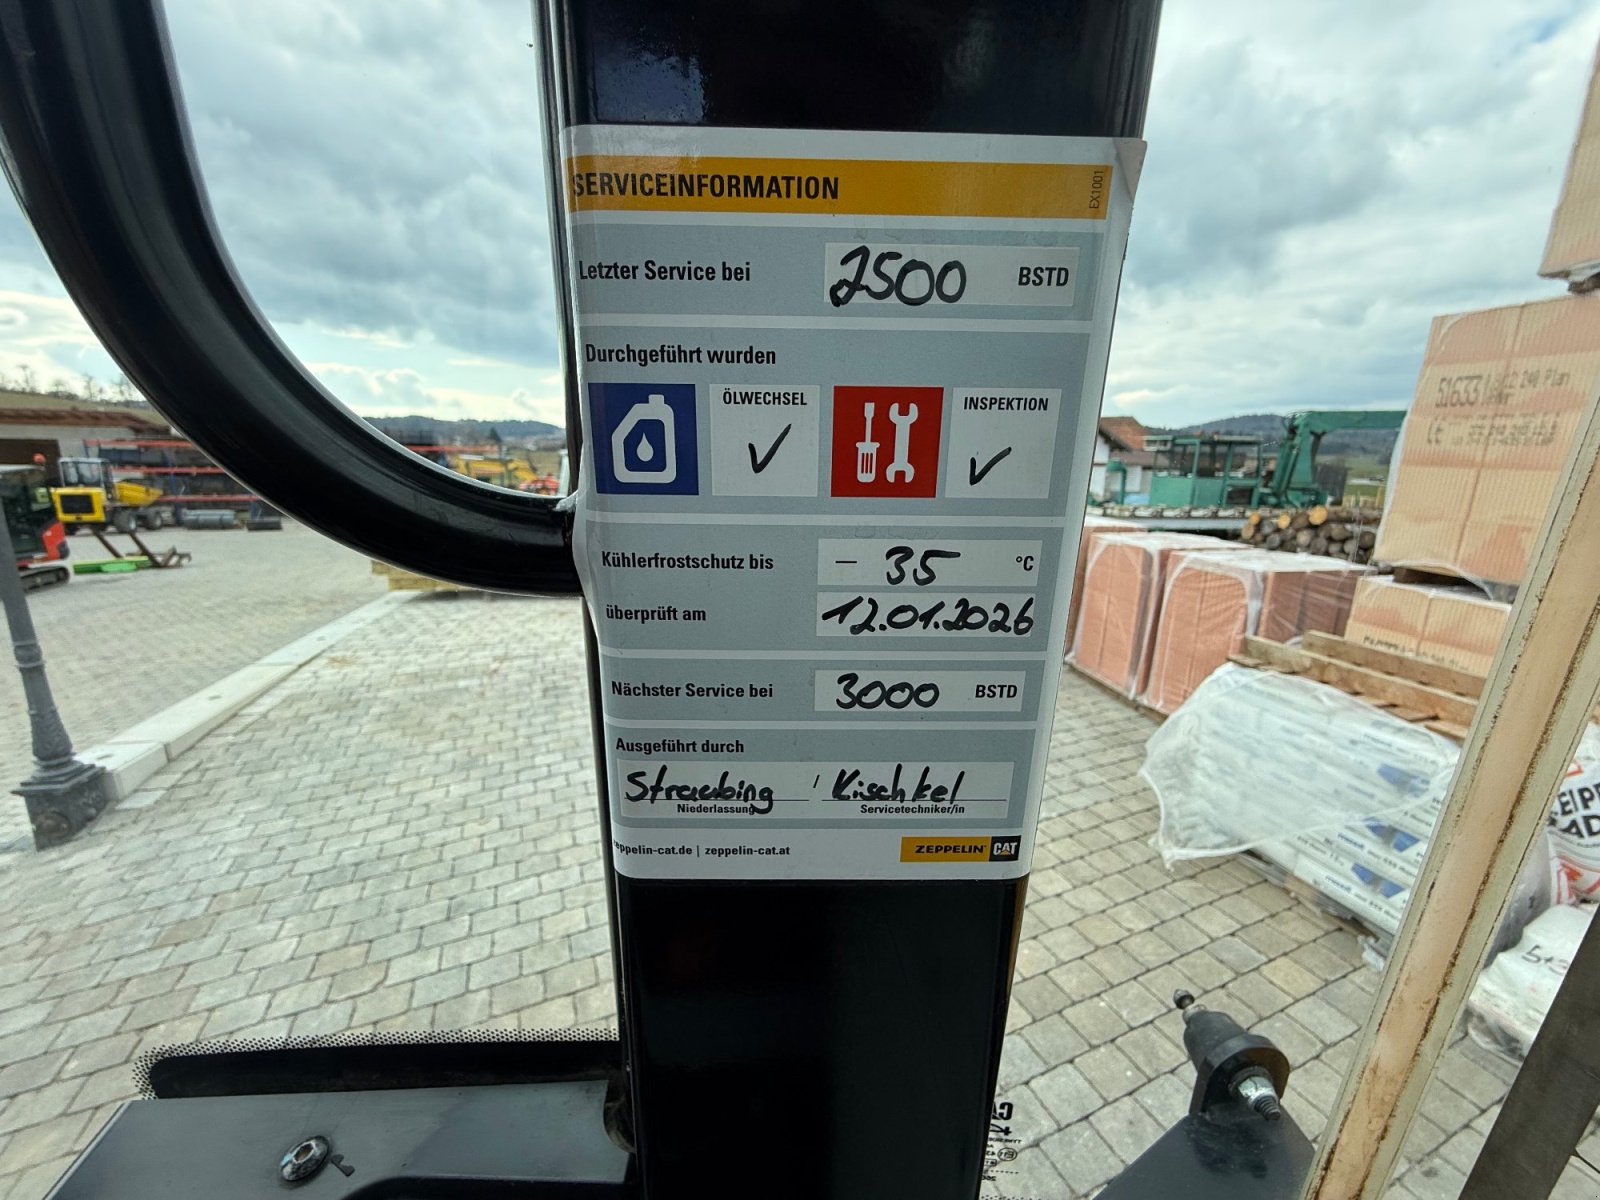 SERVICEINFORMATION
EX1001
Letzter Service bei 2500 BSTD
Durchgeführt wurden
ÖLWECHSEL ✓ INSPEKTION ✓
Kühlerfrostschutz bis - 35 °C
überprüft am 12.01.2026
Nächster Service bei 3000 BSTD
Ausgeführt durch
Straubing / Kischkel
Niederlassung Servicetechniker/in
zeppelin-cat.de | zeppelin-cat.at
ZEPPELIN CAT
51633